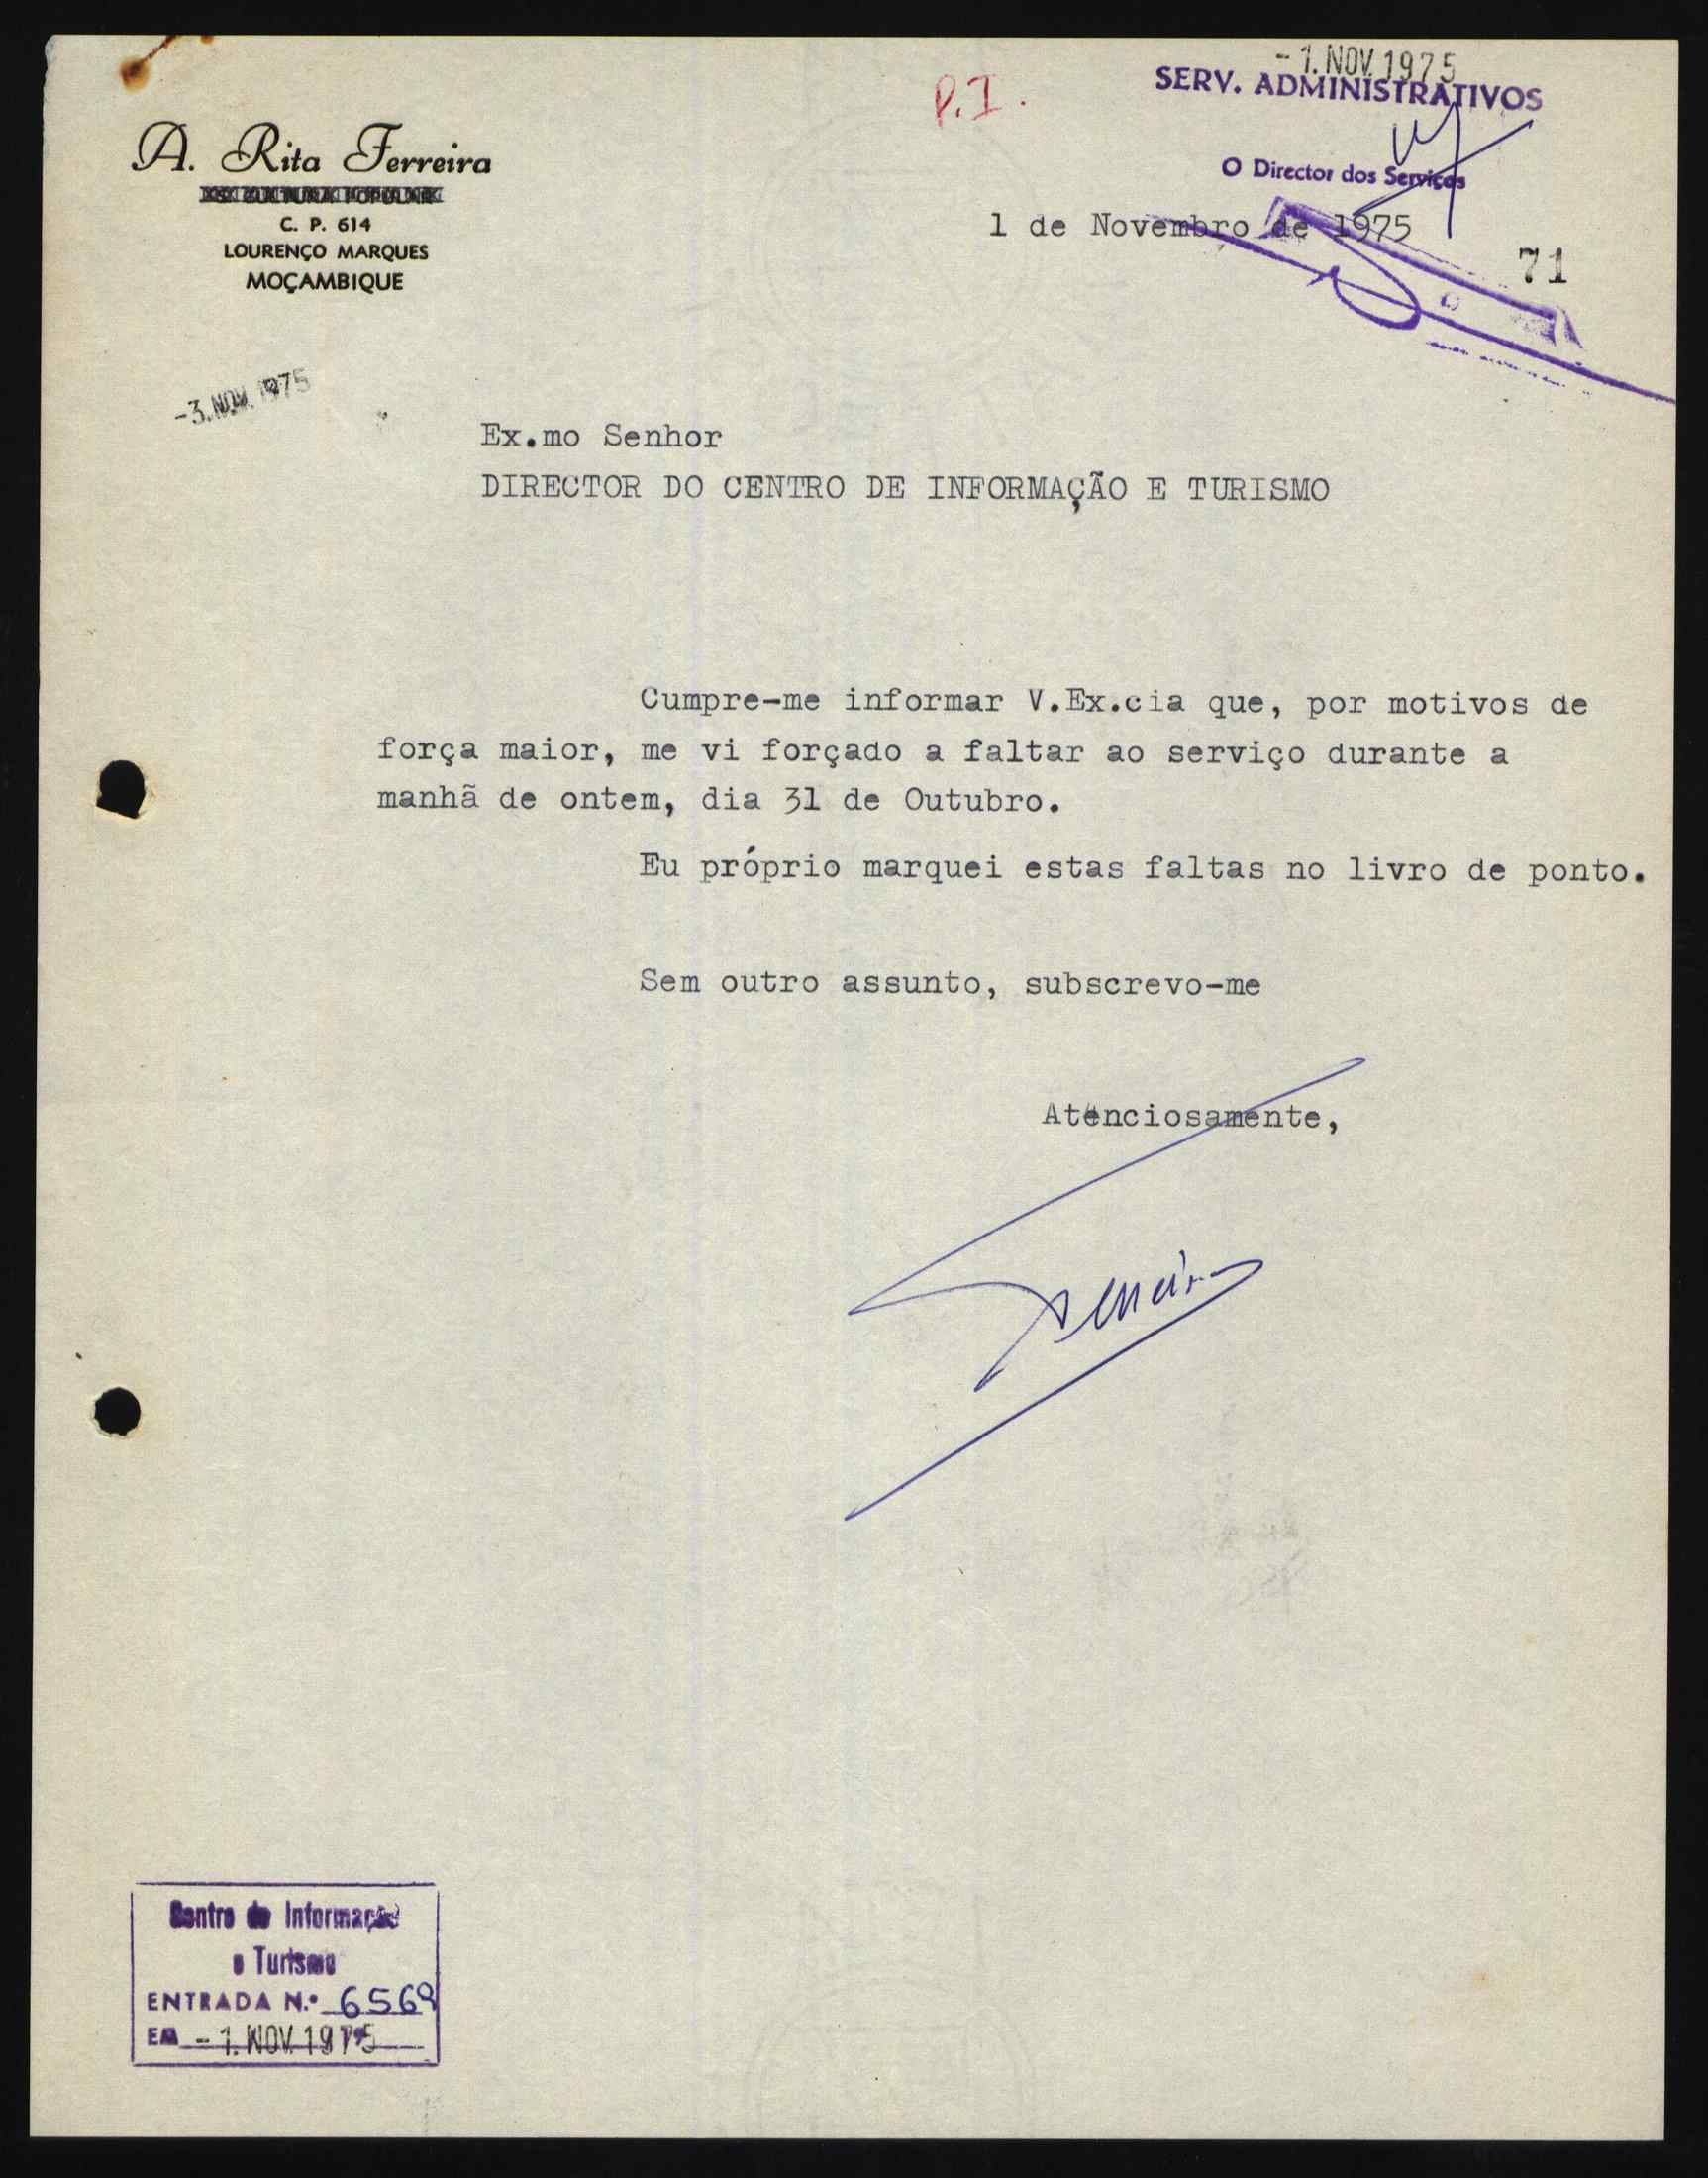 - 1. NOV. 1975
P.I.
SERV. ADMINISTRATIVOS
A. Rita Ferreira
O Director dos Serviços
C. P. 614
1 de Novembro de 1975
LOURENÇO MARQUES
71
MOÇAMBIQUE
-3. NOV. 1975
Ex.mo Senhor
DIRECTOR DO CENTRO DE INFORMAÇÃO E TURISMO
Cumpre-me informar V.Ex.cia que, por motivos de
força maior, me vi forçado a faltar ao serviço durante a
manhã de ontem, dia 31 de Outubro.
Eu próprio marquei estas faltas no livro de ponto.
Sem outro assunto, subscrevo-me
Atenciosamente,
Ferreira
Centro de Informação
e Turismo
ENTRADA N.º 6568
EM - 1. NOV. 1975